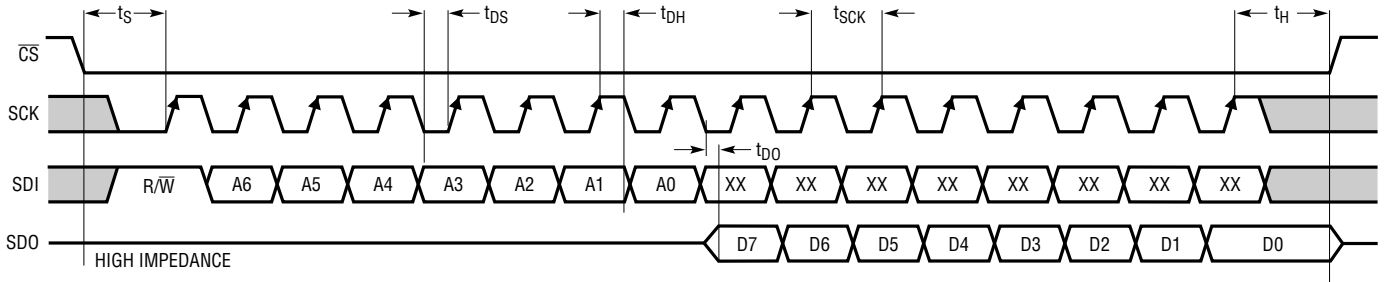 tS tDS tDH tSCK tH
CS
SCK
tDO
SDI R/W A6 A5 A4 A3 A2 A1 A0 XX XX XX XX XX XX XX XX
SDO D7 D6 D5 D4 D3 D2 D1 D0
HIGH IMPEDANCE